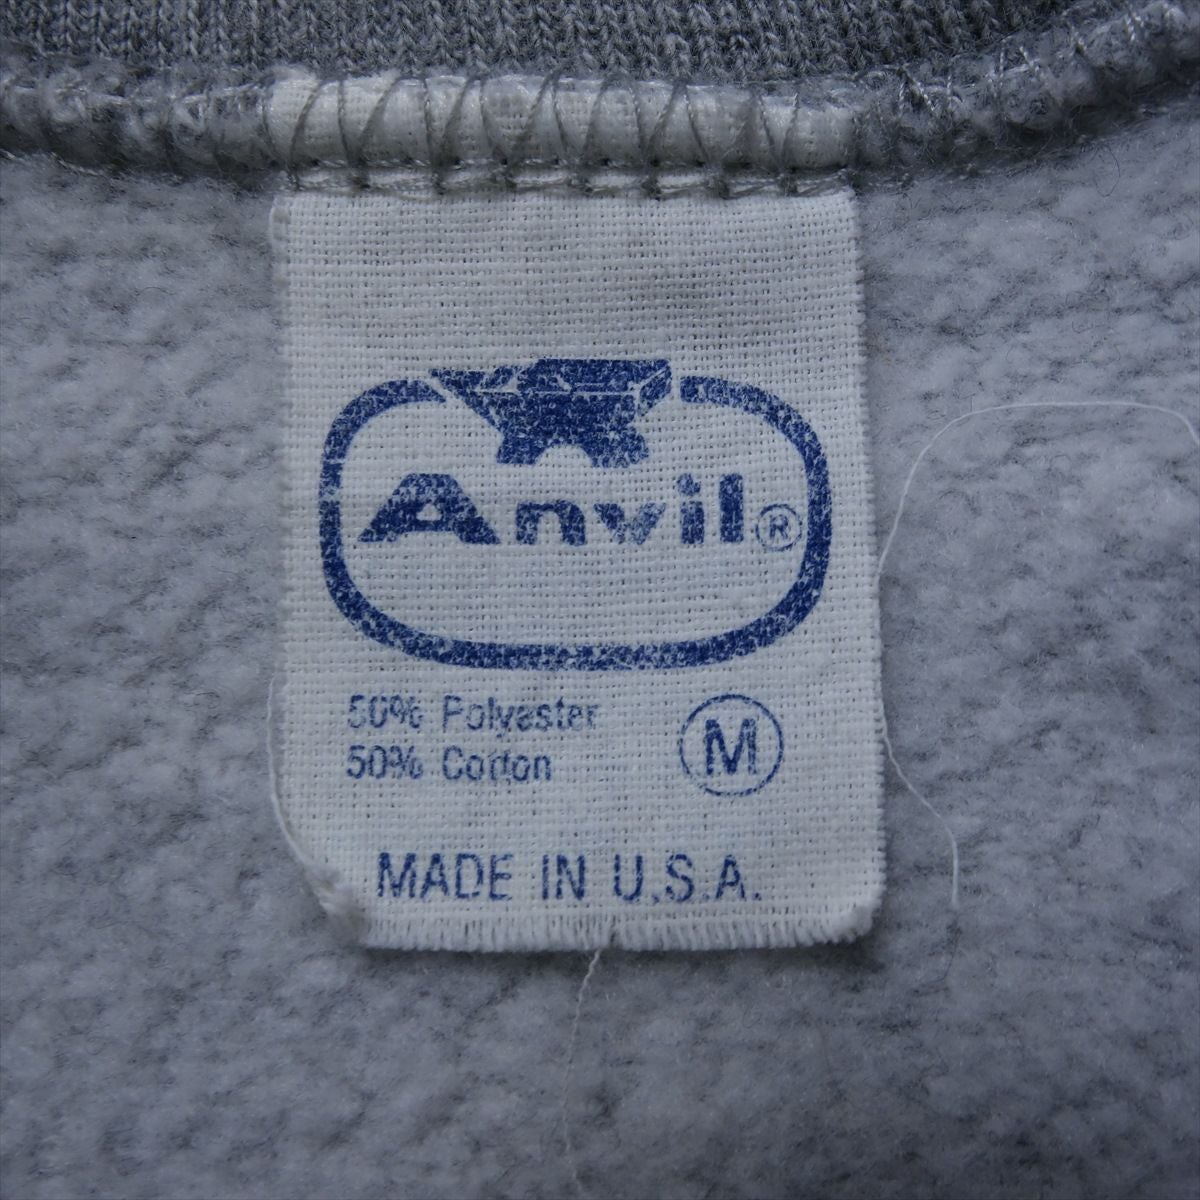 Anvil®
50% Polyester
50% Cotton
M
MADE IN U.S.A.